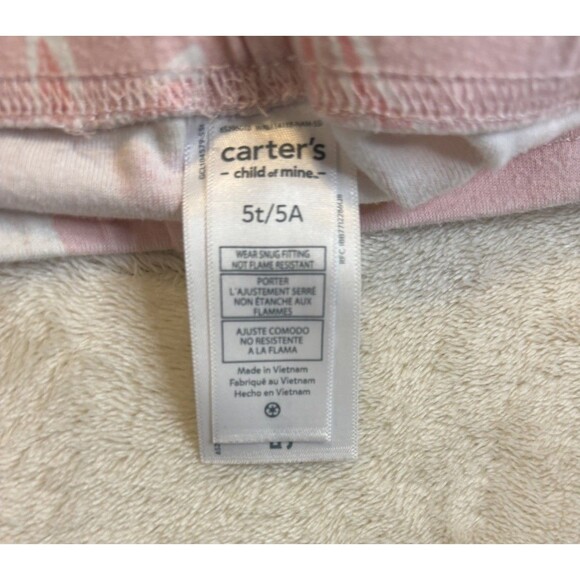 carter's
- child of mine. -
5t/5A
WEAR SNUG FITTING
NOT FLAME RESISTANT
PORTER
L'AJUSTEMENT SERRÉ
NON ÉTANCHE AUX
FLAMMES
AJUSTE COMODO
NO RESISTENTE
A LA FLAMA
Made in Vietnam
Fabriqué au Vietnam
Hecho en Vietnam